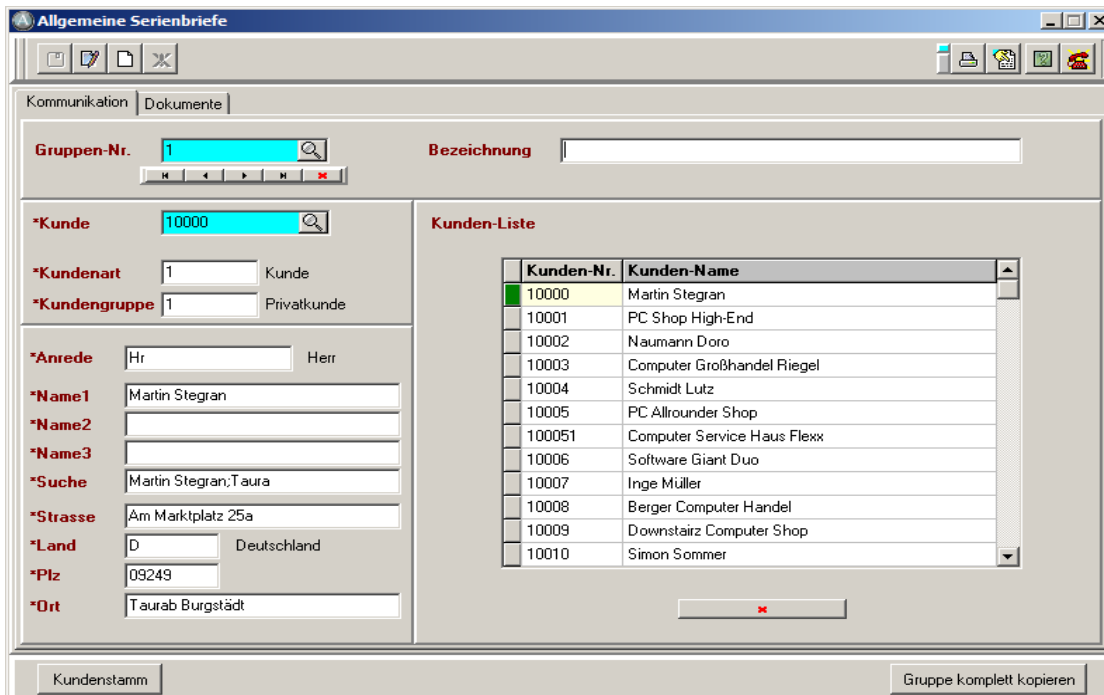 Allgemeine Serienbriefe
Kommunikation Dokumente
Gruppen-Nr. 1 Bezeichnung
*Kunde 10000
*Kundenart 1 Kunde
*Kundengruppe 1 Privatkunde
*Anrede Hr Herr
*Name1 Martin Stegran
*Name2
*Name3
*Suche Martin Stegran;Taura
*Strasse Am Marktplatz 25a
*Land D Deutschland
*Plz 09249
*Ort Taurab Burgstädt
Kunden-Liste
Kunden-Nr. Kunden-Name
10000 Martin Stegran
10001 PC Shop High-End
10002 Naumann Doro
10003 Computer Großhandel Riegel
10004 Schmidt Lutz
10005 PC Allrounder Shop
100051 Computer Service Haus Flexx
10006 Software Giant Duo
10007 Inge Müller
10008 Berger Computer Handel
10009 Downstairz Computer Shop
10010 Simon Sommer
Kundenstamm Gruppe komplett kopieren